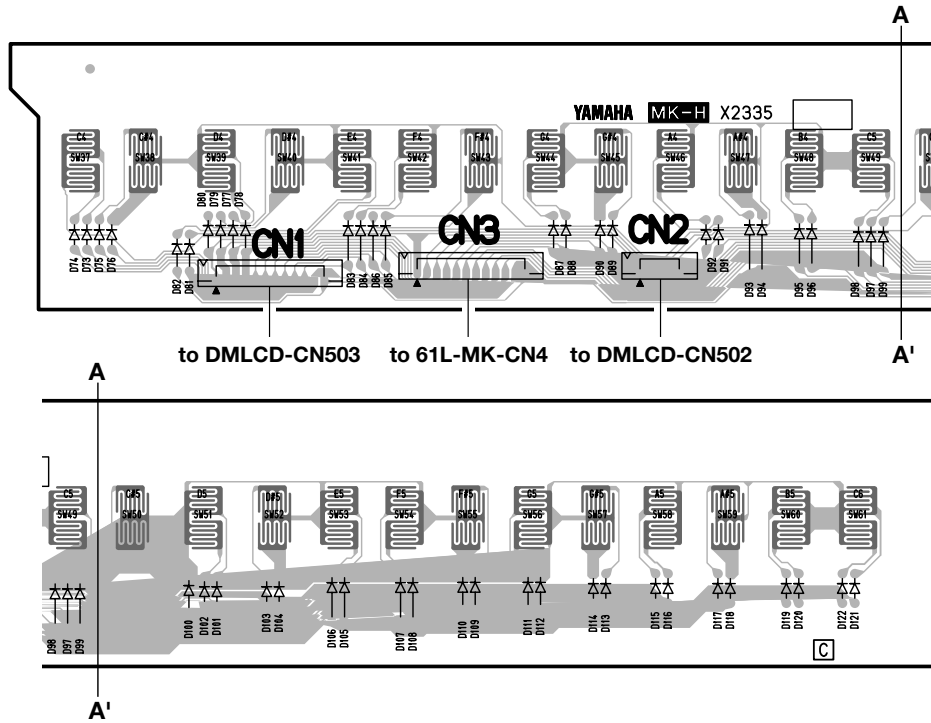 A
YAMAHA MK-H X2335
C4 C#4 D4 D#4 E4 F4 F#4 G4 G#4 A4 A#4 B4 C5
SW37 SW38 SW39 SW40 SW41 SW42 SW43 SW44 SW45 SW46 SW47 SW48 SW49
D80 D79 D77 D78
CN1 CN3 CN2
D74 D73 D75 D76 D82 D81 D83 D84 D86 D85 D87 D88 D90 D89 D92 D91 D93 D94 D95 D96 D98 D97 D99
to DMLCD-CN503 to 61L-MK-CN4 to DMLCD-CN502
A'
A
C5 C#5 D5 D#5 E5 F5 F#5 G5 G#5 A5 A#5 B5 C6
SW49 SW50 SW51 SW52 SW53 SW54 SW55 SW56 SW57 SW58 SW59 SW60 SW61
D98 D97 D99 D100 D102 D101 D103 D104 D106 D105 D107 D108 D110 D109 D111 D112 D114 D113 D115 D116 D117 D118 D119 D120 D122 D121
C
A'